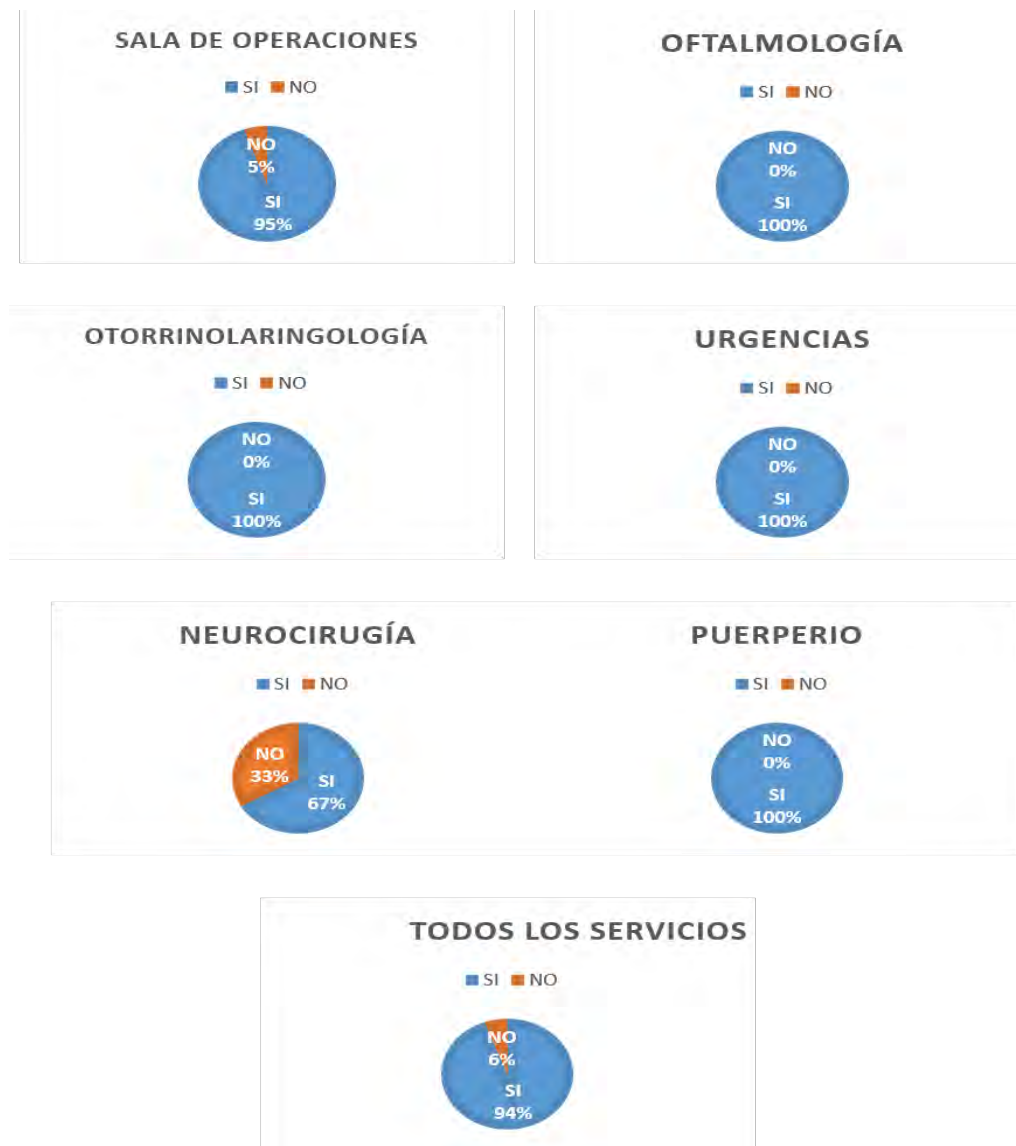 SALA DE OPERACIONES
SI NO
NO
5%
SI
95%
OFTALMOLOGÍA
SI NO
NO
0%
SI
100%
OTORRINOLARINGOLOGÍA
SI NO
NO
0%
SI
100%
URGENCIAS
SI NO
NO
0%
SI
100%
NEUROCIRUGÍA
SI NO
NO
33%
SI
67%
PUERPERIO
SI NO
NO
0%
SI
100%
TODOS LOS SERVICIOS
SI NO
NO
6%
SI
94%